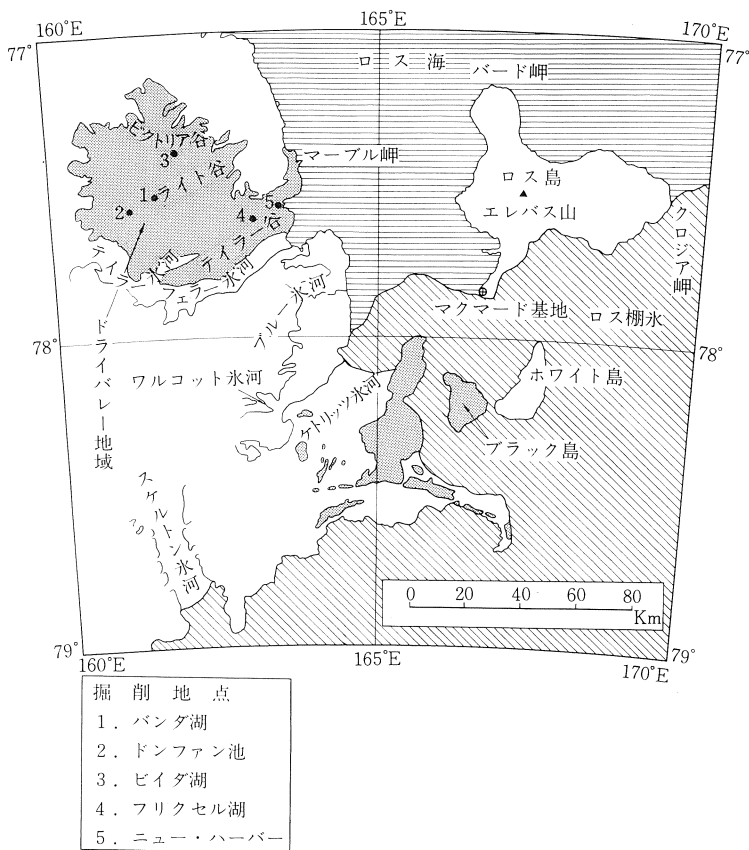 160°E
165°E
170°E
77°
77°
ロス海
バード岬
ビクトリア谷
マーブル岬
3
ライト谷
ロス島
1
5
エレバス山
2
4
テイラー谷
クロジア岬
テイラー氷河
フェラー氷河
マクマード基地
ロス棚氷
ブルー氷河
78°
78°
ドライバレー地域
ワルコット氷河
ホワイト島
ケトリッツ氷河
ブラック島
スケルトン氷河
0 20 40 60 80
Km
79°
79°
160°E
165°E
170°E
掘削地点
1．バンダ湖
2．ドンファン池
3．ビイダ湖
4．フリクセル湖
5．ニュー・ハーバー